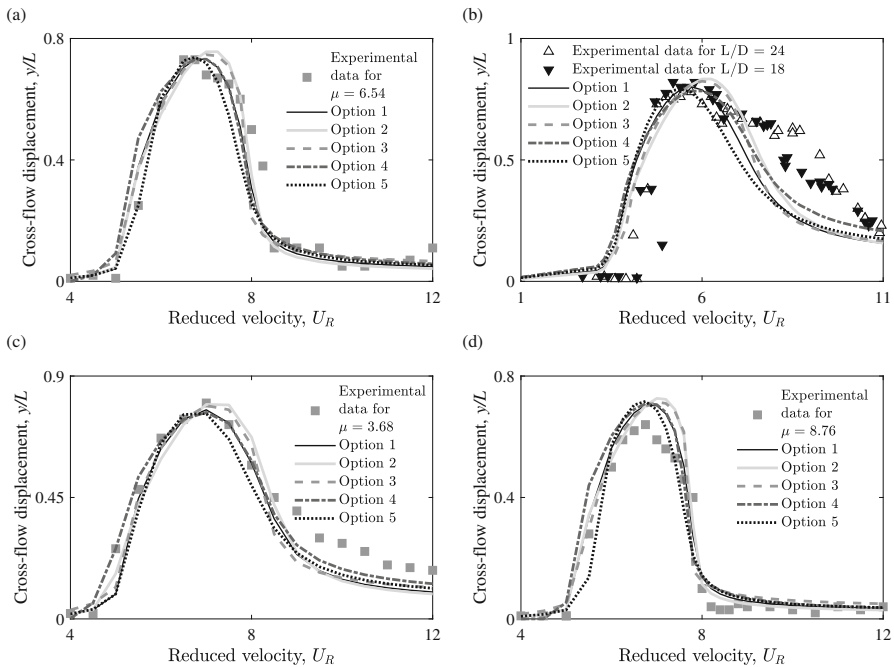 (a)
0.8
0.4
0
4
8
12
Cross-flow displacement, y/L
Reduced velocity, U_R
Experimental
data for
μ = 6.54
Option 1
Option 2
Option 3
Option 4
Option 5
(b)
1
0.5
0
1
6
11
Cross-flow displacement, y/L
Reduced velocity, U_R
Experimental data for L/D = 24
Experimental data for L/D = 18
Option 1
Option 2
Option 3
Option 4
Option 5
(c)
0.9
0.45
0
4
8
12
Cross-flow displacement, y/L
Reduced velocity, U_R
Experimental
data for
μ = 3.68
Option 1
Option 2
Option 3
Option 4
Option 5
(d)
0.8
0.4
0
4
8
12
Cross-flow displacement, y/L
Reduced velocity, U_R
Experimental
data for
μ = 8.76
Option 1
Option 2
Option 3
Option 4
Option 5